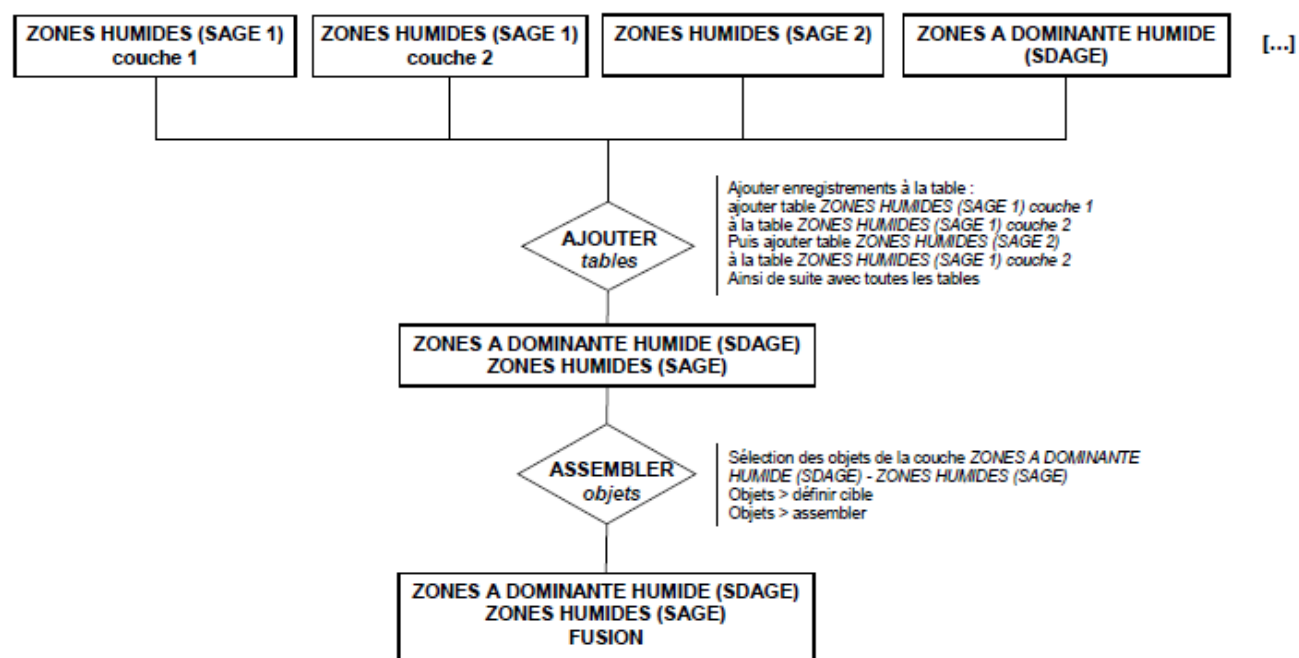 ZONES HUMIDES (SAGE 1)
couche 1
ZONES HUMIDES (SAGE 1)
couche 2
ZONES HUMIDES (SAGE 2)
ZONES A DOMINANTE HUMIDE
(SDAGE)
[...]
AJOUTER
tables
Ajouter enregistrements à la table :
ajouter table ZONES HUMIDES (SAGE 1) couche 1
à la table ZONES HUMIDES (SAGE 1) couche 2
Puis ajouter table ZONES HUMIDES (SAGE 2)
à la table ZONES HUMIDES (SAGE 1) couche 2
Ainsi de suite avec toutes les tables
ZONES A DOMINANTE HUMIDE (SDAGE)
ZONES HUMIDES (SAGE)
ASSEMBLER
objets
Sélection des objets de la couche ZONES A DOMINANTE
HUMIDE (SDAGE) - ZONES HUMIDES (SAGE)
Objets > définir cible
Objets > assembler
ZONES A DOMINANTE HUMIDE (SDAGE)
ZONES HUMIDES (SAGE)
FUSION